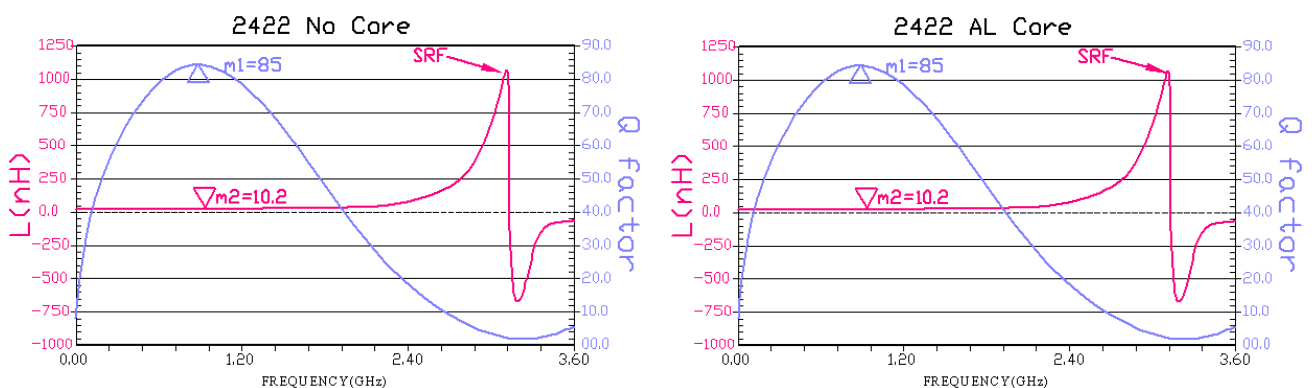 2422 No Core
1250
1000
750
500
250
0.0
-250
-500
-750
-1000
L(nH)
90.0
80.0
70.0
60.0
50.0
40.0
30.0
20.0
10.0
00.0
Q factor
m1=85
SRF
m2=10.2
0.00 1.20 2.40 3.60
FREQUENCY(GHz)
2422 AL Core
1250
1000
750
500
250
0.0
-250
-500
-750
-1000
L(nH)
90.0
80.0
70.0
60.0
50.0
40.0
30.0
20.0
10.0
00.0
Q factor
m1=85
SRF
m2=10.2
0.00 1.20 2.40 3.60
FREQUENCY(GHz)